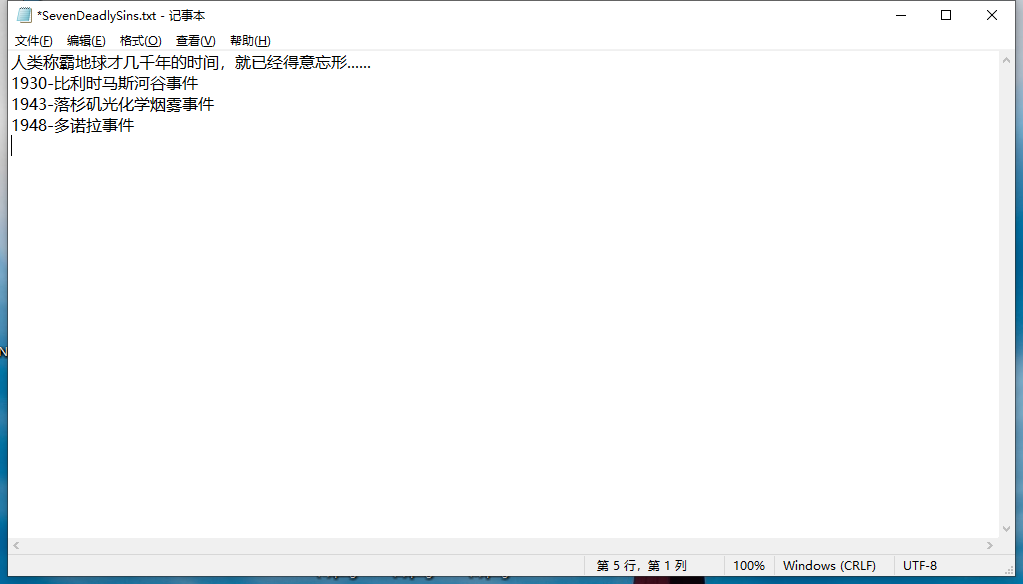 *SevenDeadlySins.txt - 记事本
文件(F) 编辑(E) 格式(O) 查看(V) 帮助(H)
人类称霸地球才几千年的时间，就已经得意忘形......
1930-比利时马斯河谷事件
1943-落杉矶光化学烟雾事件
1948-多诺拉事件
N
第 5 行，第 1 列 100% Windows (CRLF) UTF-8